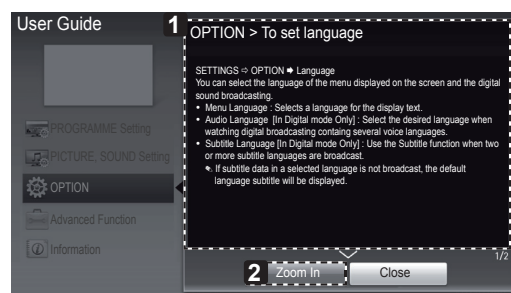 User Guide
1
OPTION > To set language
SETTINGS ⇨ OPTION ➧ Language
You can select the language of the menu displayed on the screen and the digital
sound broadcasting.
• Menu Language : Selects a language for the display text.
• Audio Language [In Digital mode Only] : Select the desired language when
watching digital broadcasting containg several voice languages.
• Subtitle Language [In Digital mode Only] : Use the Subtitle function when two
or more subtitle languages are broadcast.
If subtitle data in a selected language is not broadcast, the default
language subtitle will be displayed.
PROGRAMME Setting
PICTURE, SOUND Setting
OPTION
Advanced Function
Information
1/2
2
Zoom In
Close